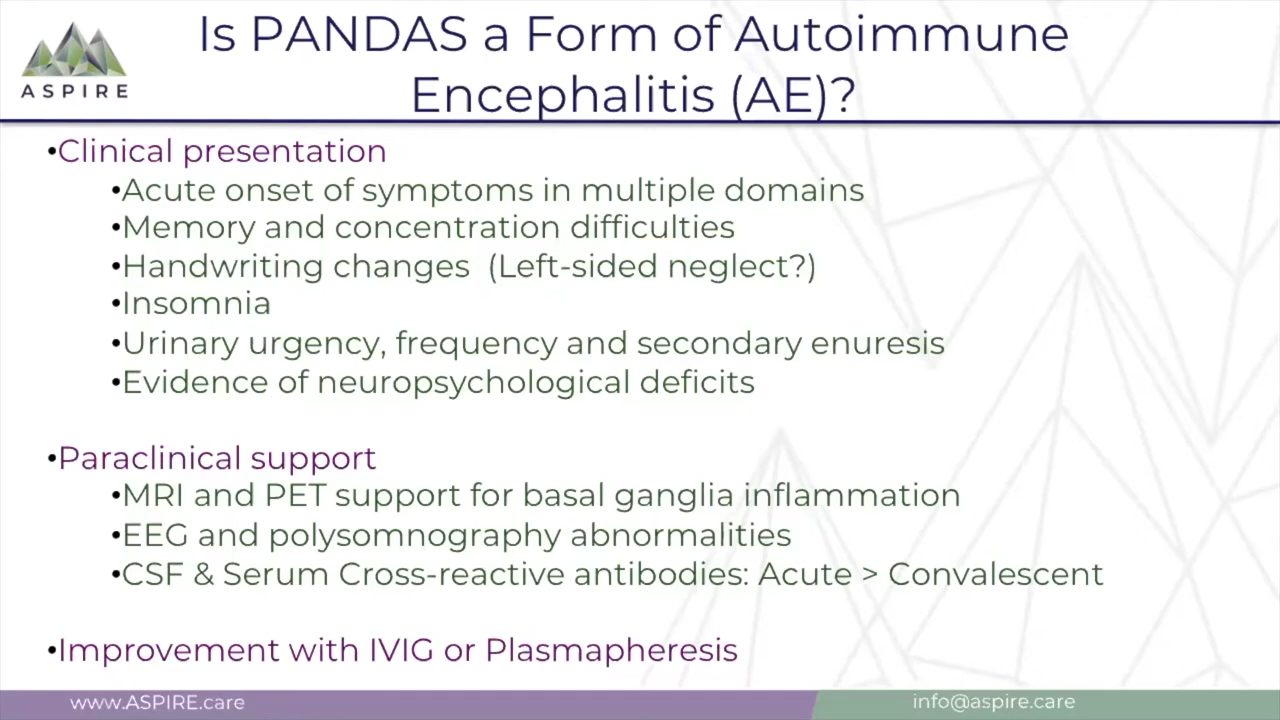 Is PANDAS a Form of Autoimmune
Encephalitis (AE)?
ASPIRE
•Clinical presentation
•Acute onset of symptoms in multiple domains
•Memory and concentration difficulties
•Handwriting changes  (Left-sided neglect?)
•Insomnia
•Urinary urgency, frequency and secondary enuresis
•Evidence of neuropsychological deficits
•Paraclinical support
•MRI and PET support for basal ganglia inflammation
•EEG and polysomnography abnormalities
•CSF & Serum Cross-reactive antibodies: Acute > Convalescent
•Improvement with IVIG or Plasmapheresis
www.ASPIRE.care
info@aspire.care